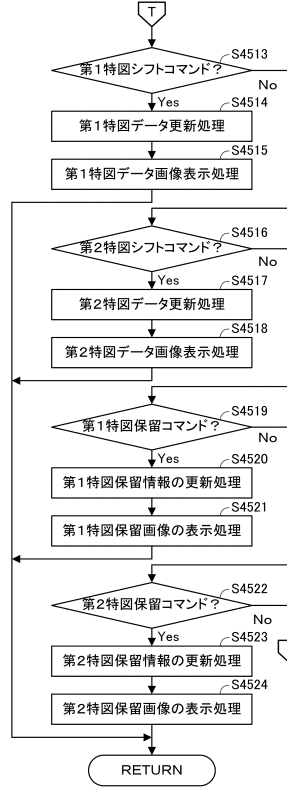 T
S4513
第1特図シフトコマンド?
No
Yes
S4514
第1特図データ更新処理
S4515
第1特図データ画像表示処理
S4516
第2特図シフトコマンド?
No
Yes
S4517
第2特図データ更新処理
S4518
第2特図データ画像表示処理
S4519
第1特図保留コマンド?
No
Yes
S4520
第1特図保留情報の更新処理
S4521
第1特図保留画像の表示処理
S4522
第2特図保留コマンド?
No
Yes
S4523
第2特図保留情報の更新処理
S4524
第2特図保留画像の表示処理
RETURN